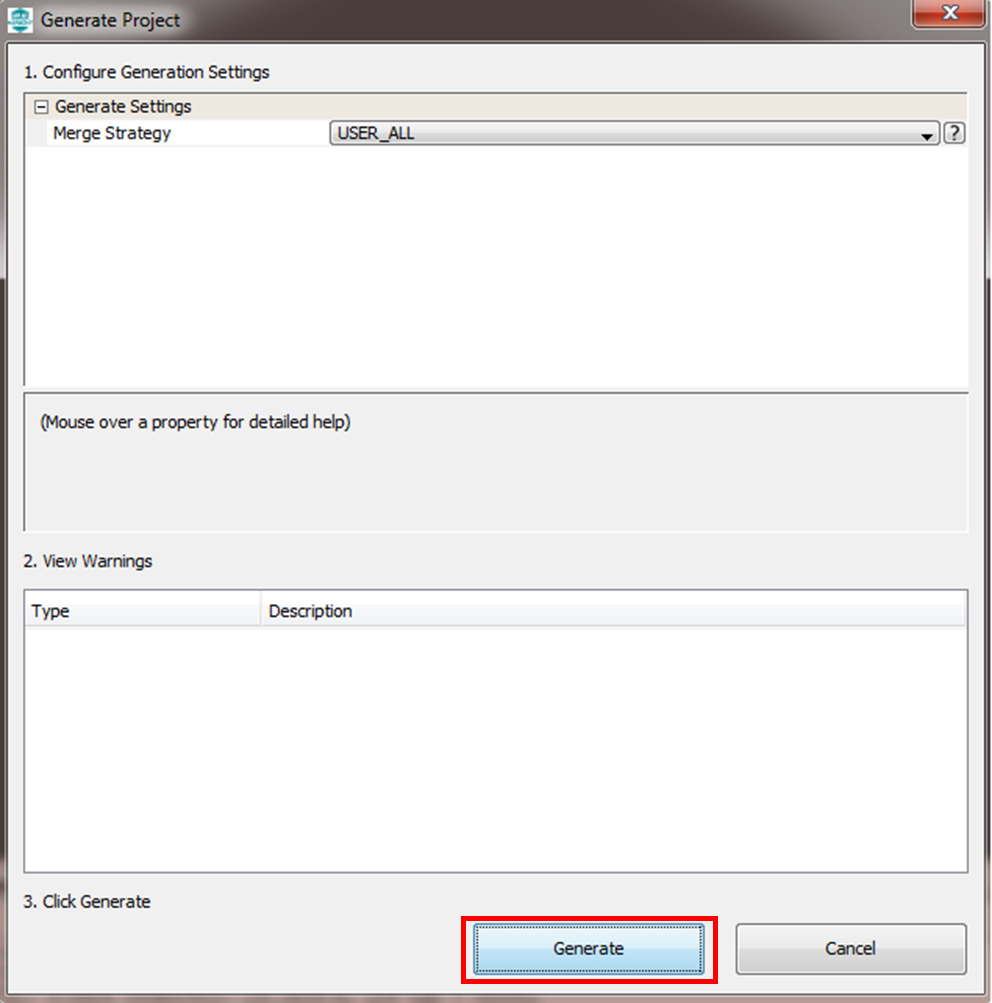 Generate Project
1. Configure Generation Settings
Generate Settings
Merge Strategy USER_ALL ?
(Mouse over a property for detailed help)
2. View Warnings
Type Description
3. Click Generate
Generate Cancel